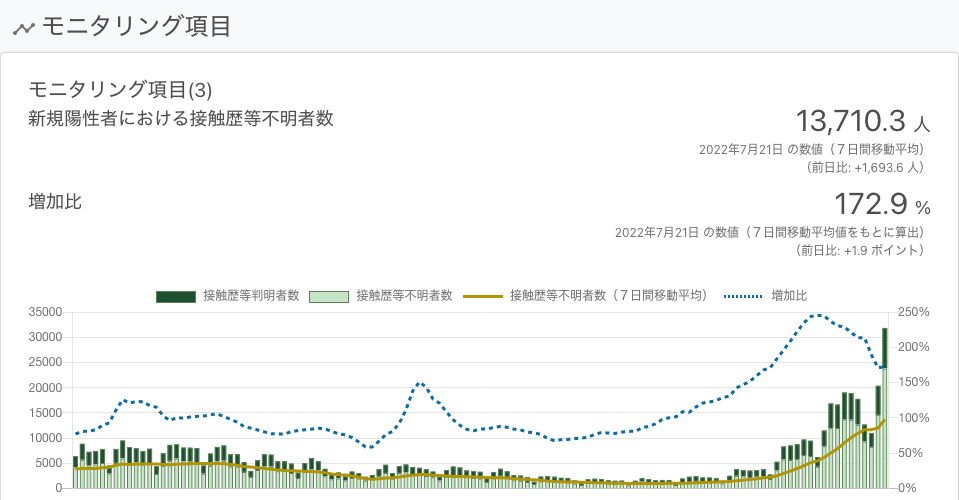 モニタリング項目
モニタリング項目(3)
新規陽性者における接触歴等不明者数
13,710.3 人
2022年7月21日 の数値（７日間移動平均）
（前日比: +1,693.6 人）
増加比
172.9 %
2022年7月21日 の数値（７日間移動平均値をもとに算出）
（前日比: +1.9 ポイント）
接触歴等判明者数 接触歴等不明者数 接触歴等不明者数（７日間移動平均） 増加比
35000 250%
30000
200%
25000
20000 150%
15000
100%
10000
50%
5000
0 0%